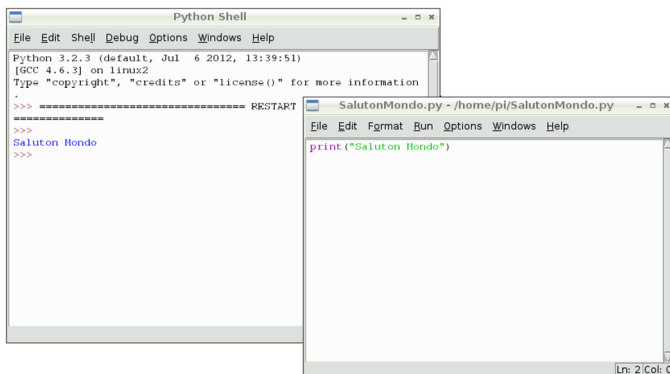 Python Shell
File Edit Shell Debug Options Windows Help
Python 3.2.3 (default, Jul  6 2012, 13:39:51)
[GCC 4.6.3] on linux2
Type "copyright", "credits" or "license()" for more information
.
>>> ================================ RESTART
==============
>>>
Saluton Mondo
>>>
SalutonMondo.py - /home/pi/SalutonMondo.py
File Edit Format Run Options Windows Help
print("Saluton Mondo")
Ln: 2 Col: 0